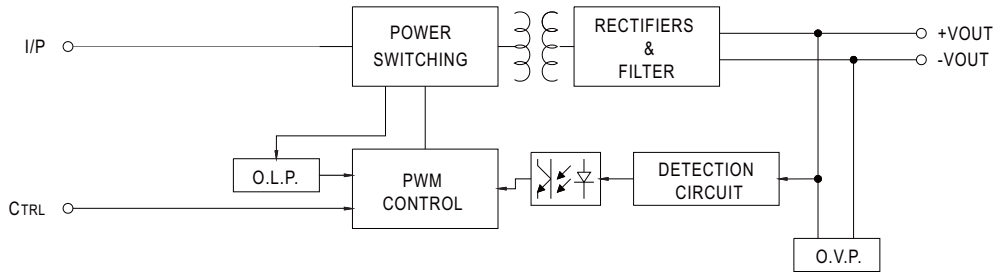 I/P
POWER
SWITCHING
RECTIFIERS
&
FILTER
+VOUT
-VOUT
O.L.P.
PWM
CONTROL
DETECTION
CIRCUIT
CTRL
O.V.P.